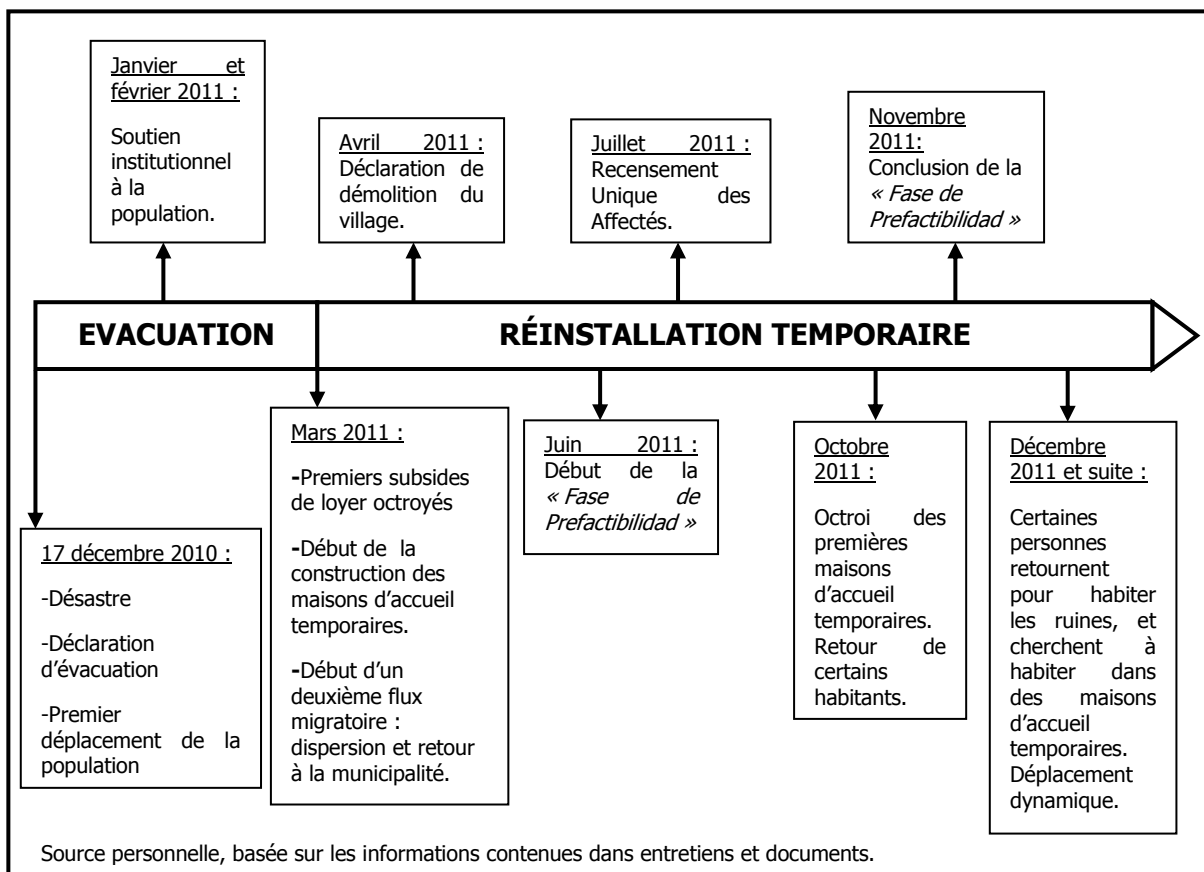 Janvier et
février 2011 :
Soutien
institutionnel
à la
population.
Avril 2011 :
Déclaration de
démolition du
village.
Juillet 2011 :
Recensement
Unique des
Affectés.
Novembre
2011:
Conclusion de la
« Fase de
Prefactibilidad »
EVACUATION
RÉINSTALLATION TEMPORAIRE
17 décembre 2010 :
-Désastre
-Déclaration
d’évacuation
-Premier
déplacement de la
population
Mars 2011 :
-Premiers subsides
de loyer octroyés
-Début de la
construction des
maisons d’accueil
temporaires.
-Début d’un
deuxième flux
migratoire :
dispersion et retour
à la municipalité.
Juin 2011 :
Début de la
« Fase de
Prefactibilidad »
Octobre
2011 :
Octroi des
premières
maisons
d’accueil
temporaires.
Retour de
certains
habitants.
Décembre
2011 et suite :
Certaines
personnes
retournent
pour habiter
les ruines, et
cherchent à
habiter dans
des maisons
d’accueil
temporaires.
Déplacement
dynamique.
Source personnelle, basée sur les informations contenues dans entretiens et documents.